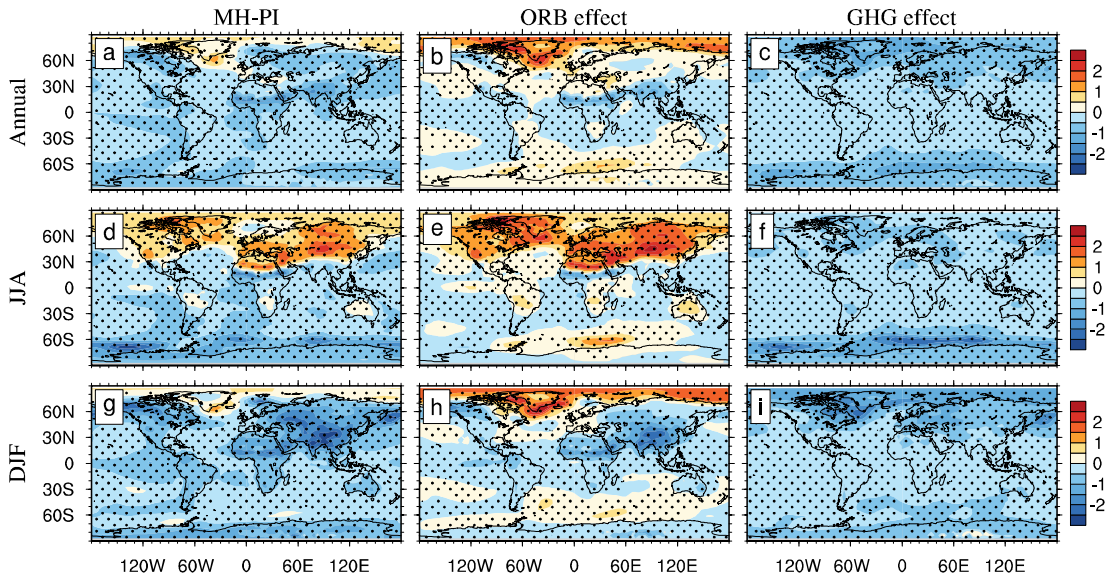 MH-PI ORB effect GHG effect
Annual
a b c
60N
30N
0
30S
60S
2
1
0
-1
-2
JJA
d e f
60N
30N
0
30S
60S
2
1
0
-1
-2
DJF
g h i
60N
30N
0
30S
60S
2
1
0
-1
-2
120W 60W 0 60E 120E 120W 60W 0 60E 120E 120W 60W 0 60E 120E